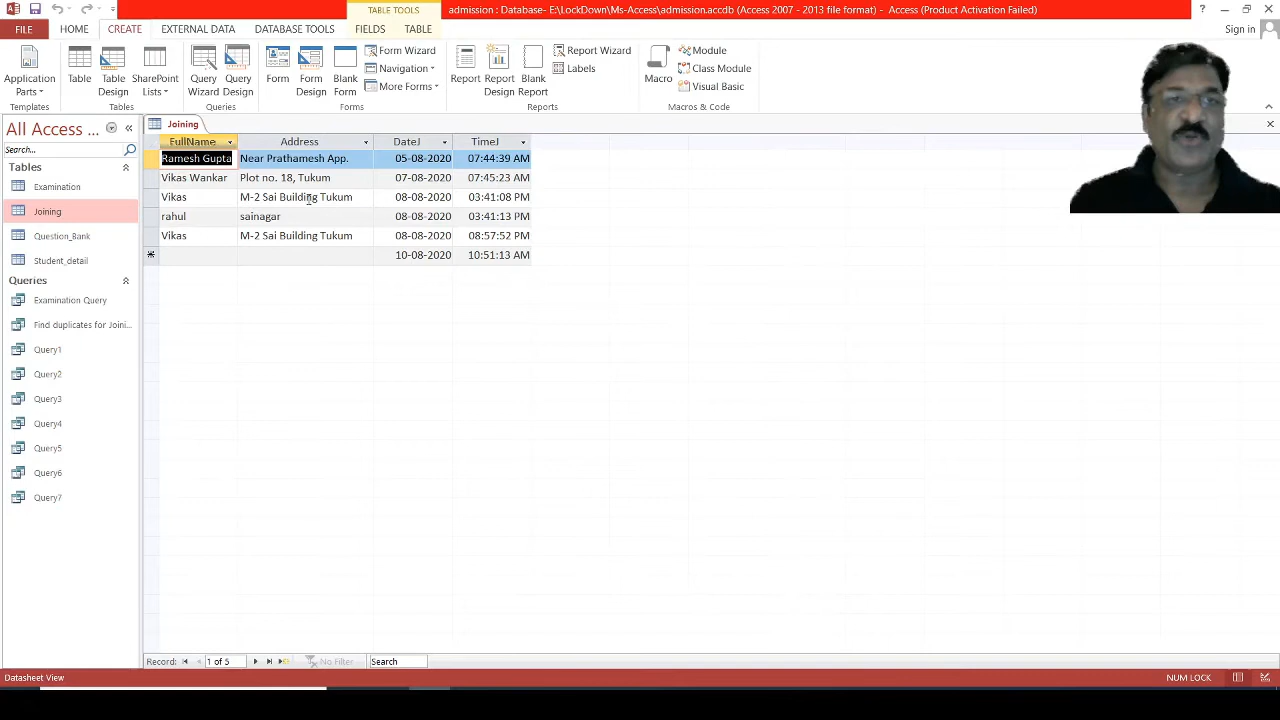 TABLE TOOLS
admission : Database- E:\LockDown\Ms-Access\admission.accdb (Access 2007 - 2013 file format) - Access (Product Activation Failed)
?
FILE HOME CREATE EXTERNAL DATA DATABASE TOOLS FIELDS TABLE Sign in
Application Parts
Table
Table Design
SharePoint Lists
Query Wizard
Query Design
Form
Form Design
Blank Form
Form Wizard
Navigation
More Forms
Report
Report Design
Blank Report
Report Wizard
Labels
Macro
Module
Class Module
Visual Basic
Templates Tables Queries Forms Reports Macros & Code
All Access ...
Search...
Tables
Examination
Joining
Question_Bank
Student_detail
Queries
Examination Query
Find duplicates for Joini...
Query1
Query2
Query3
Query4
Query5
Query6
Query7
Joining
FullName Address DateJ TimeJ
Ramesh Gupta Near Prathamesh App. 05-08-2020 07:44:39 AM
Vikas Wankar Plot no. 18, Tukum 07-08-2020 07:45:23 AM
Vikas M-2 Sai Building Tukum 08-08-2020 03:41:08 PM
rahul sainagar 08-08-2020 03:41:13 PM
Vikas M-2 Sai Building Tukum 08-08-2020 08:57:52 PM
10-08-2020 10:51:13 AM
Record: 1 of 5 No Filter Search
Datasheet View NUM LOCK